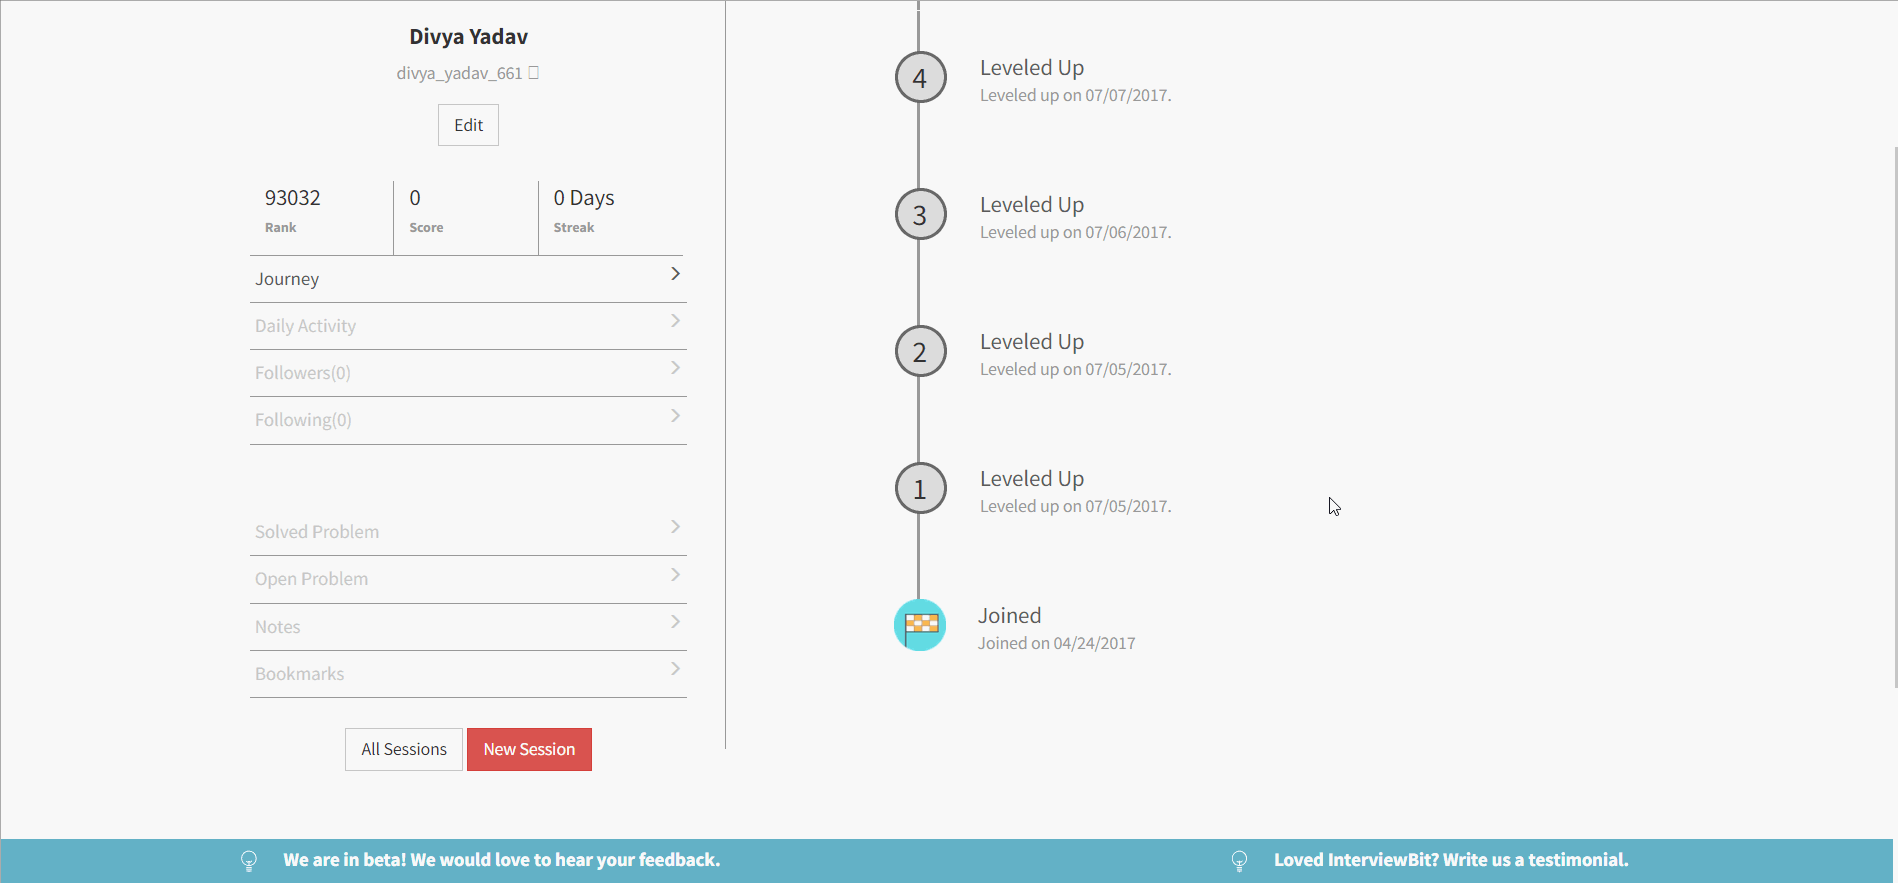 Divya Yadav
divya_yadav_661
Edit
93032
Rank
0
Score
0 Days
Streak
Journey
Daily Activity
Followers(0)
Following(0)
Solved Problem
Open Problem
Notes
Bookmarks
All Sessions
New Session
4
Leveled Up
Leveled up on 07/07/2017.
3
Leveled Up
Leveled up on 07/06/2017.
2
Leveled Up
Leveled up on 07/05/2017.
1
Leveled Up
Leveled up on 07/05/2017.
Joined
Joined on 04/24/2017
We are in beta! We would love to hear your feedback.
Loved InterviewBit? Write us a testimonial.